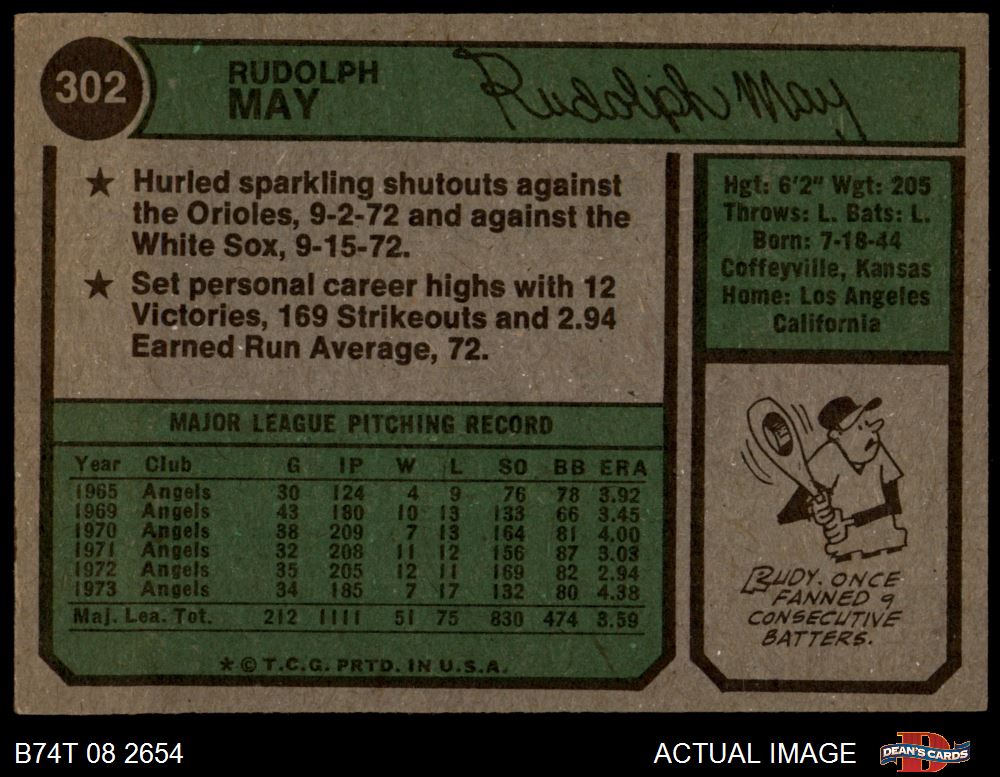 302
RUDOLPH
MAY
Rudolph May
★ Hurled sparkling shutouts against
the Orioles, 9-2-72 and against the
White Sox, 9-15-72.
★ Set personal career highs with 12
Victories, 169 Strikeouts and 2.94
Earned Run Average, 72.
MAJOR LEAGUE PITCHING RECORD
Year Club G IP W L SO BB ERA
1965 Angels 30 124 4 9 76 78 3.92
1969 Angels 43 180 10 13 133 66 3.45
1970 Angels 38 209 7 13 164 81 4.00
1971 Angels 32 208 11 12 156 87 3.03
1972 Angels 35 205 12 11 169 82 2.94
1973 Angels 34 185 7 17 132 80 4.38
Maj. Lea. Tot. 212 1111 51 75 830 474 3.59
★ © T.C.G. PRTD. IN U.S.A.
Hgt: 6'2" Wgt: 205
Throws: L. Bats: L.
Born: 7-18-44
Coffeyville, Kansas
Home: Los Angeles
California
RUDY. ONCE
FANNED 9
CONSECUTIVE
BATTERS.
B74T 08 2654
ACTUAL IMAGE
DEAN'S CARDS